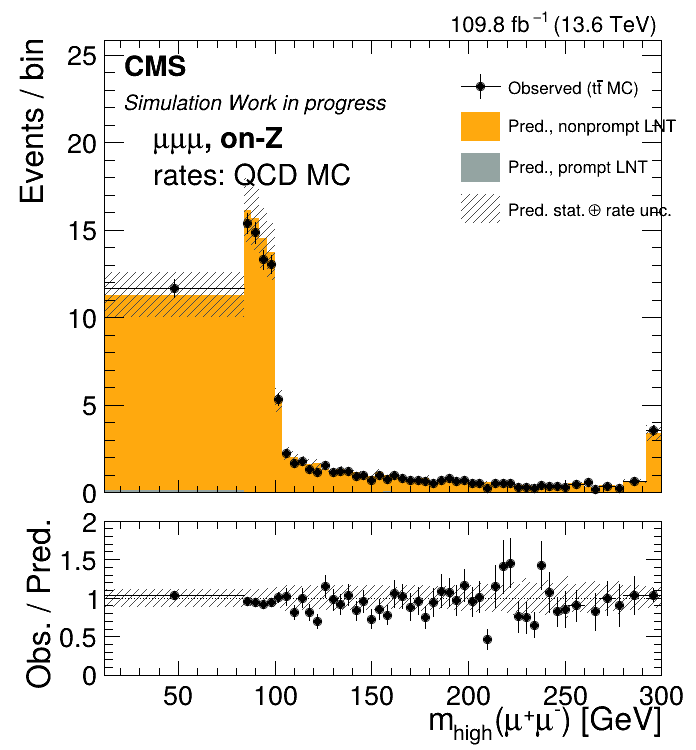 109.8 fb⁻¹ (13.6 TeV)
CMS
Simulation Work in progress
μμμ, on-Z
rates: QCD MC
Observed (tt̄ MC)
Pred., nonprompt LNT
Pred., prompt LNT
Pred. stat. ⊕ rate unc.
Events / bin
25
20
15
10
5
0
Obs. / Pred.
2
1.5
1
0.5
0
50 100 150 200 250 300
m_high(μ⁺μ⁻) [GeV]